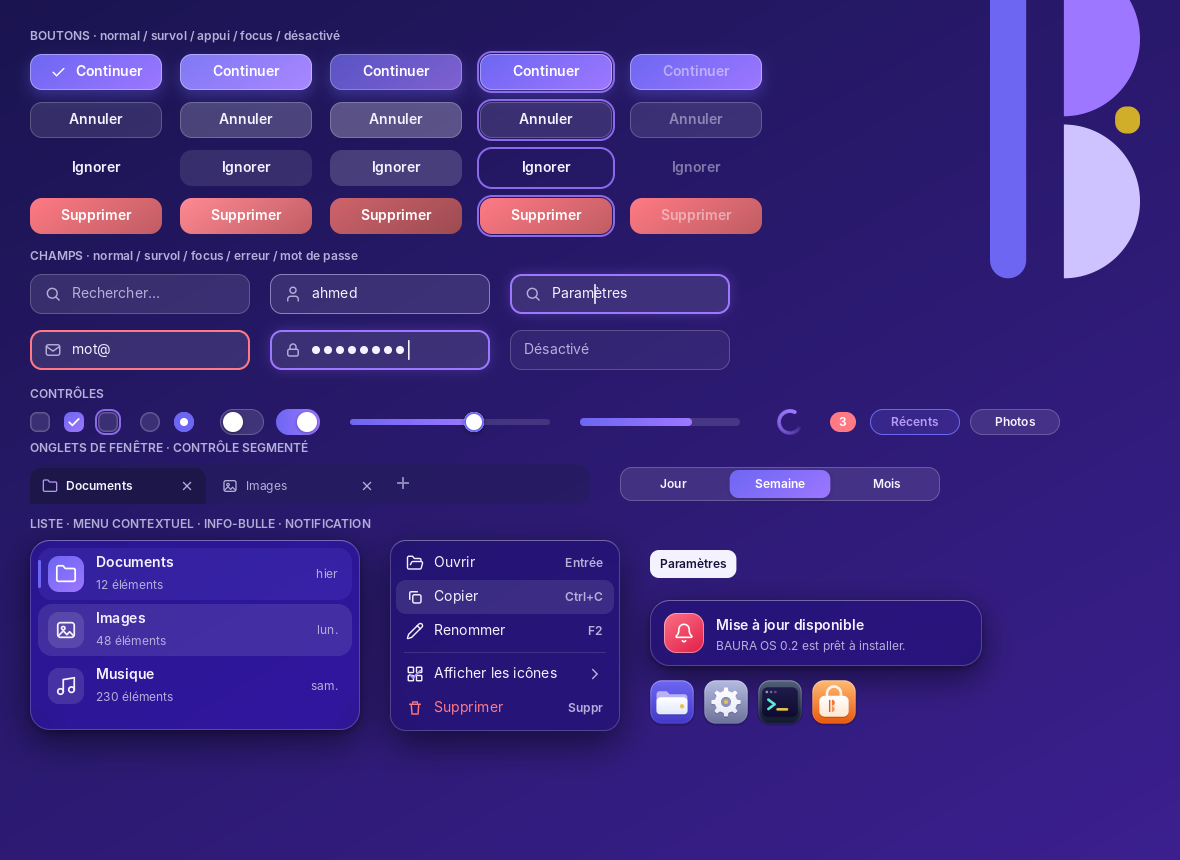 BOUTONS · normal / survol / appui / focus / désactivé
Continuer Continuer Continuer Continuer Continuer
Annuler Annuler Annuler Annuler Annuler
Ignorer Ignorer Ignorer Ignorer Ignorer
Supprimer Supprimer Supprimer Supprimer Supprimer
CHAMPS · normal / survol / focus / erreur / mot de passe
Rechercher... ahmed Paramètres
mot@ Désactivé
CONTRÔLES
3 Récents Photos
ONGLETS DE FENÊTRE · CONTRÔLE SEGMENTÉ
Documents Images Jour Semaine Mois
LISTE · MENU CONTEXTUEL · INFO-BULLE · NOTIFICATION
Documents
12 éléments
hier
Images
48 éléments
lun.
Musique
230 éléments
sam.
Ouvrir Entrée
Copier Ctrl+C
Renommer F2
Afficher les icônes
Supprimer Suppr
Paramètres
Mise à jour disponible
BAURA OS 0.2 est prêt à installer.